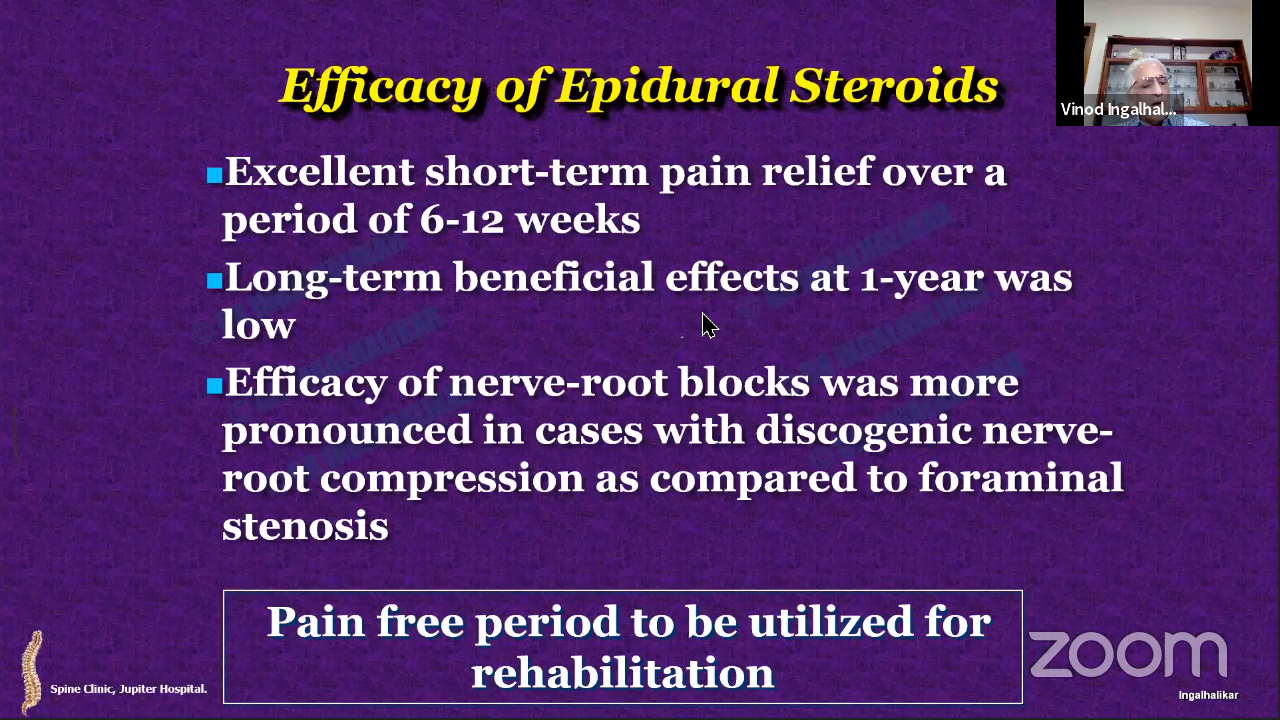 Efficacy of Epidural Steroids
Vinod Ingalhal...
Excellent short-term pain relief over a
period of 6-12 weeks
Long-term beneficial effects at 1-year was
low
Efficacy of nerve-root blocks was more
pronounced in cases with discogenic nerve-
root compression as compared to foraminal
stenosis
Pain free period to be utilized for
rehabilitation
Spine Clinic, Jupiter Hospital.
zoom
Ingalhalikar